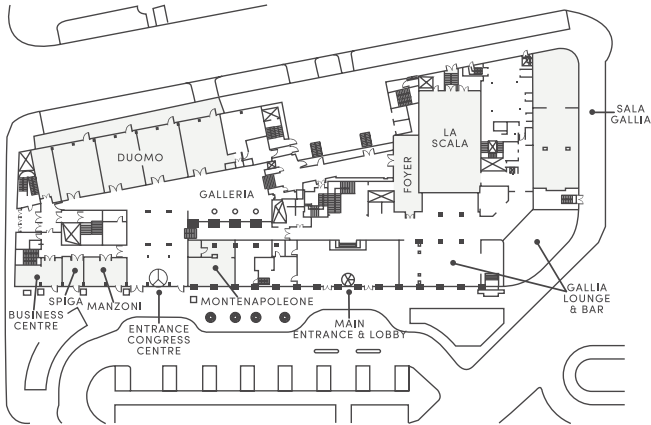 SALA
GALLIA
LA
SCALA
DUOMO
FOYER
GALLERIA
GALLIA
LOUNGE
& BAR
SPIGA
MANZONI
MONTENAPOLEONE
BUSINESS
CENTRE
ENTRANCE
CONGRESS
CENTRE
MAIN
ENTRANCE & LOBBY